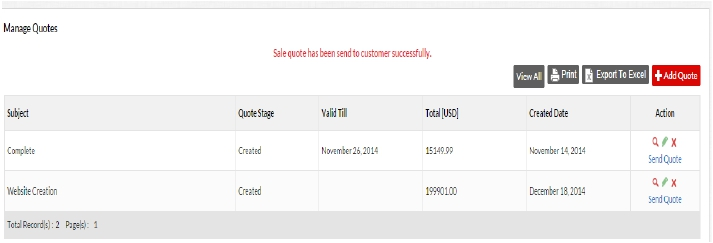 Manage Quotes
Sale quote has been send to customer successfully.
View All Print Export To Excel Add Quote
Subject Quote Stage Valid Till Total [USD] Created Date Action
Complete Created November 26, 2014 15149.99 November 14, 2014
Send Quote
Website Creation Created 199901.00 December 18, 2014
Send Quote
Total Record(s) : 2 Page(s) : 1